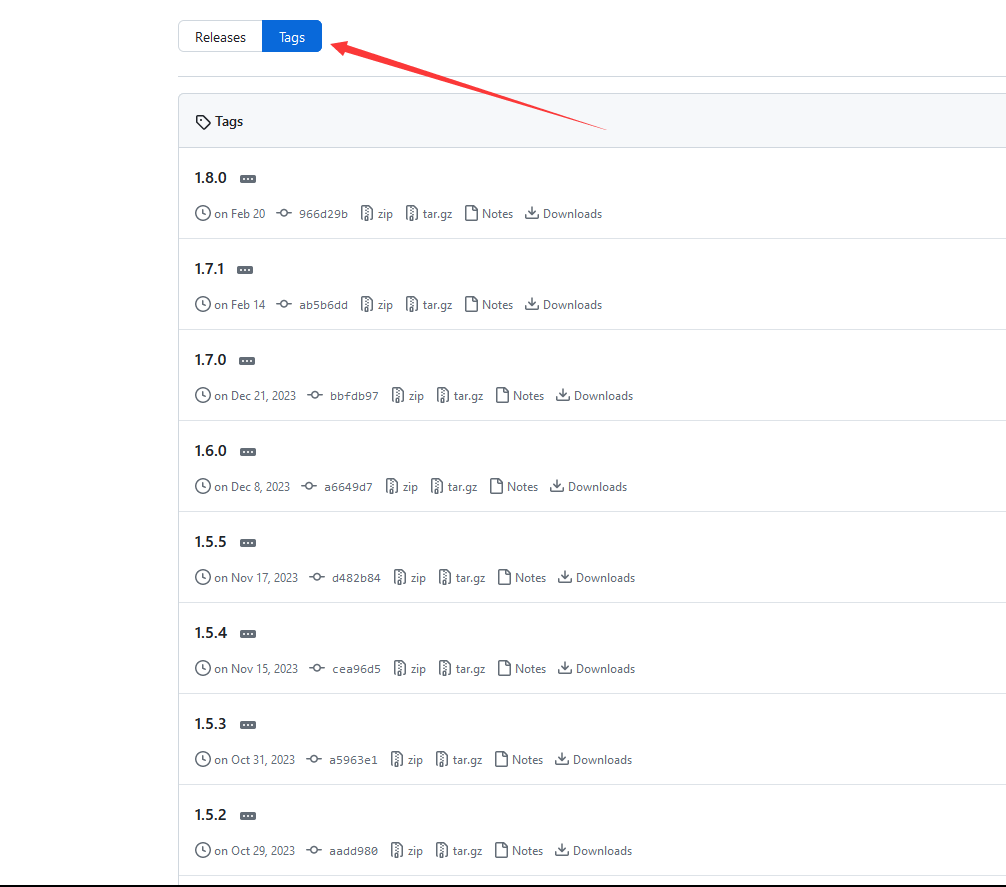 Releases Tags
Tags
1.8.0
on Feb 20 966d29b zip tar.gz Notes Downloads
1.7.1
on Feb 14 ab5b6dd zip tar.gz Notes Downloads
1.7.0
on Dec 21, 2023 bbfdb97 zip tar.gz Notes Downloads
1.6.0
on Dec 8, 2023 a6649d7 zip tar.gz Notes Downloads
1.5.5
on Nov 17, 2023 d482b84 zip tar.gz Notes Downloads
1.5.4
on Nov 15, 2023 cea96d5 zip tar.gz Notes Downloads
1.5.3
on Oct 31, 2023 a5963e1 zip tar.gz Notes Downloads
1.5.2
on Oct 29, 2023 aadd980 zip tar.gz Notes Downloads